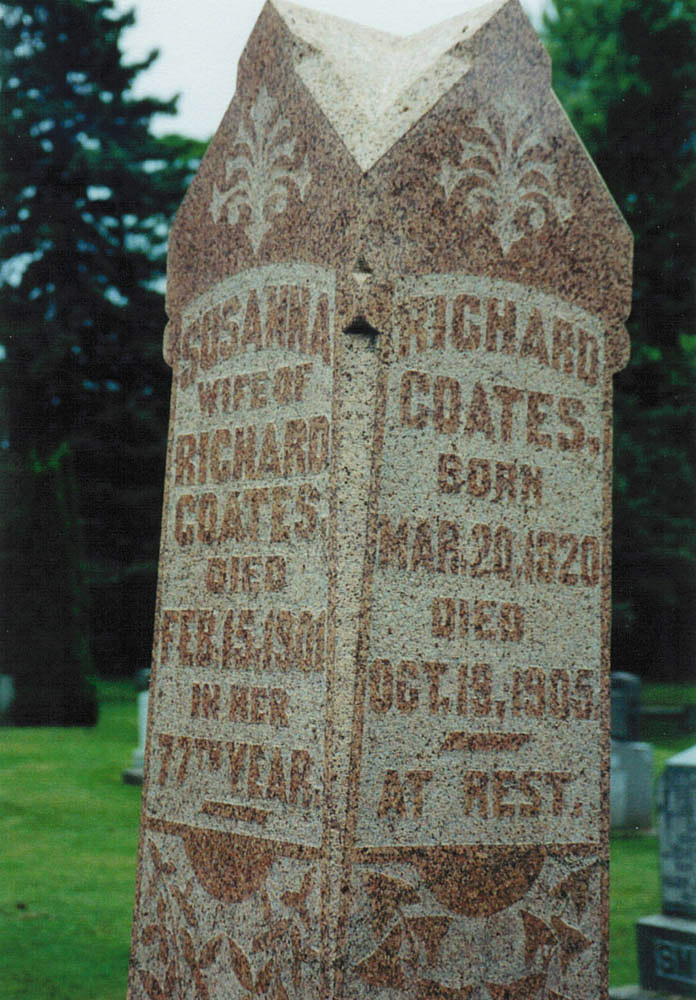 SUSANNA
WIFE OF
RICHARD
COATES
DIED
FEB. 15, 1901
IN HER
77TH YEAR.
RICHARD
COATES.
BORN
MAR. 20, 1820
DIED
OCT. 19, 1905.
AT REST.